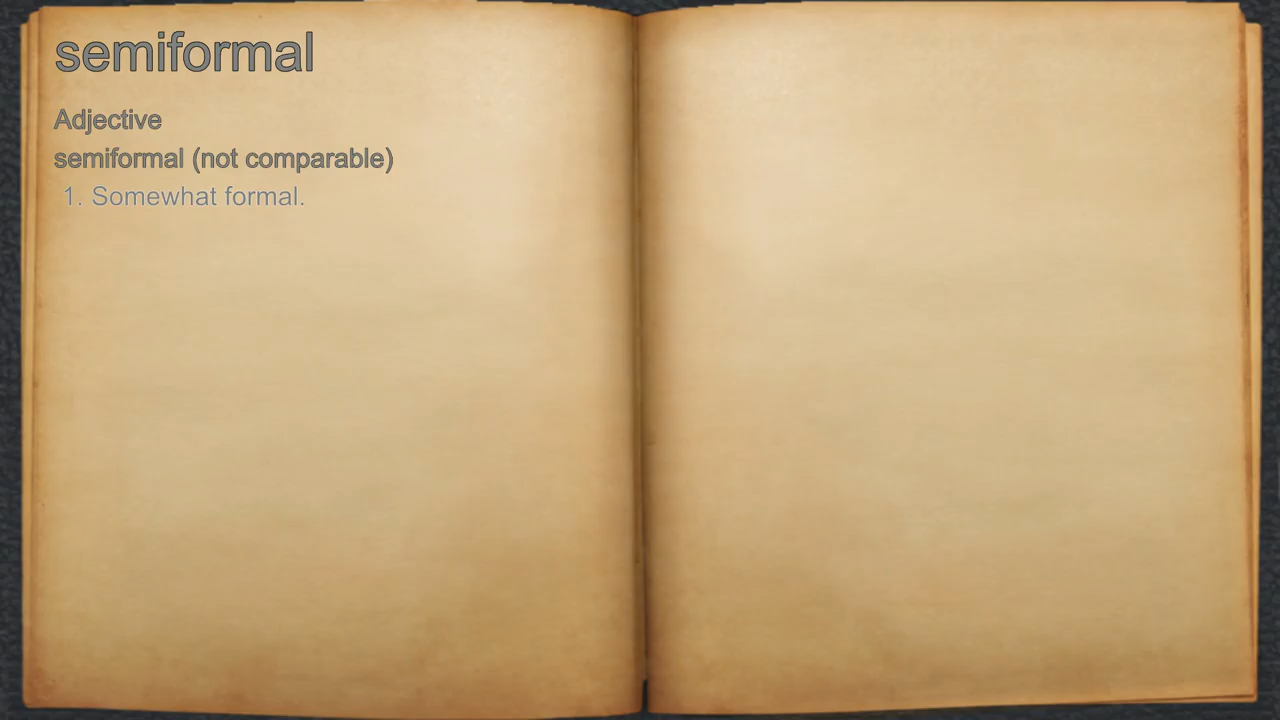 semiformal
Adjective
semiformal (not comparable)
1. Somewhat formal.